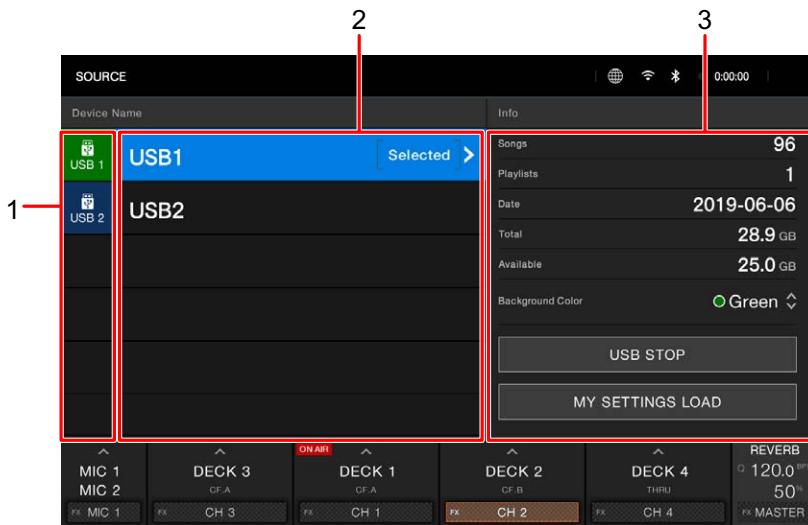 2
3
SOURCE
0:00:00
Device Name
Info
USB 1
USB1
Selected
Songs
96
Playlists
1
1
USB 2
USB2
Date
2019-06-06
Total
28.9 GB
Available
25.0 GB
Background Color
Green
USB STOP
MY SETTINGS LOAD
MIC 1
MIC 2
FX MIC 1
DECK 3
CF.A
FX CH 3
ON AIR
DECK 1
CF.A
FX CH 1
DECK 2
CF.B
FX CH 2
DECK 4
THRU
FX CH 4
REVERB
120.0
50%
FX MASTER